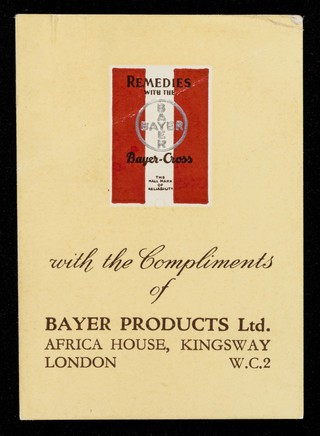 REMEDIES
WITH THE
BAYER
BAYER
Bayer-Cross
THE
HALL MARK
OF
RELIABILITY
with the Compliments
of
BAYER PRODUCTS Ltd.
AFRICA HOUSE, KINGSWAY
LONDON W.C.2